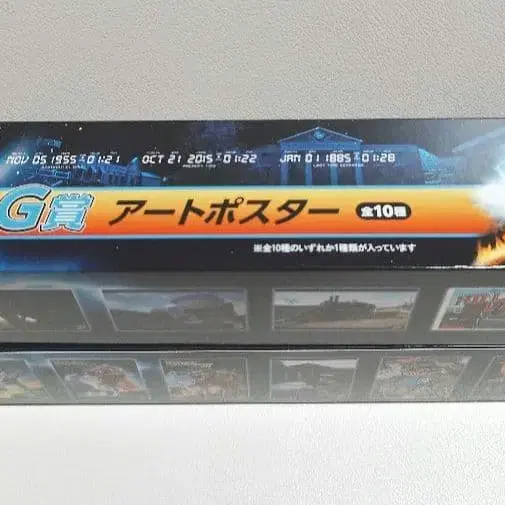 NOV 05 1955 01:21 OCT 21 2015 01:22 JAN 01 1885 01:28
G賞 アートポスター 全10種
※全10種のいずれか1種類が入っています